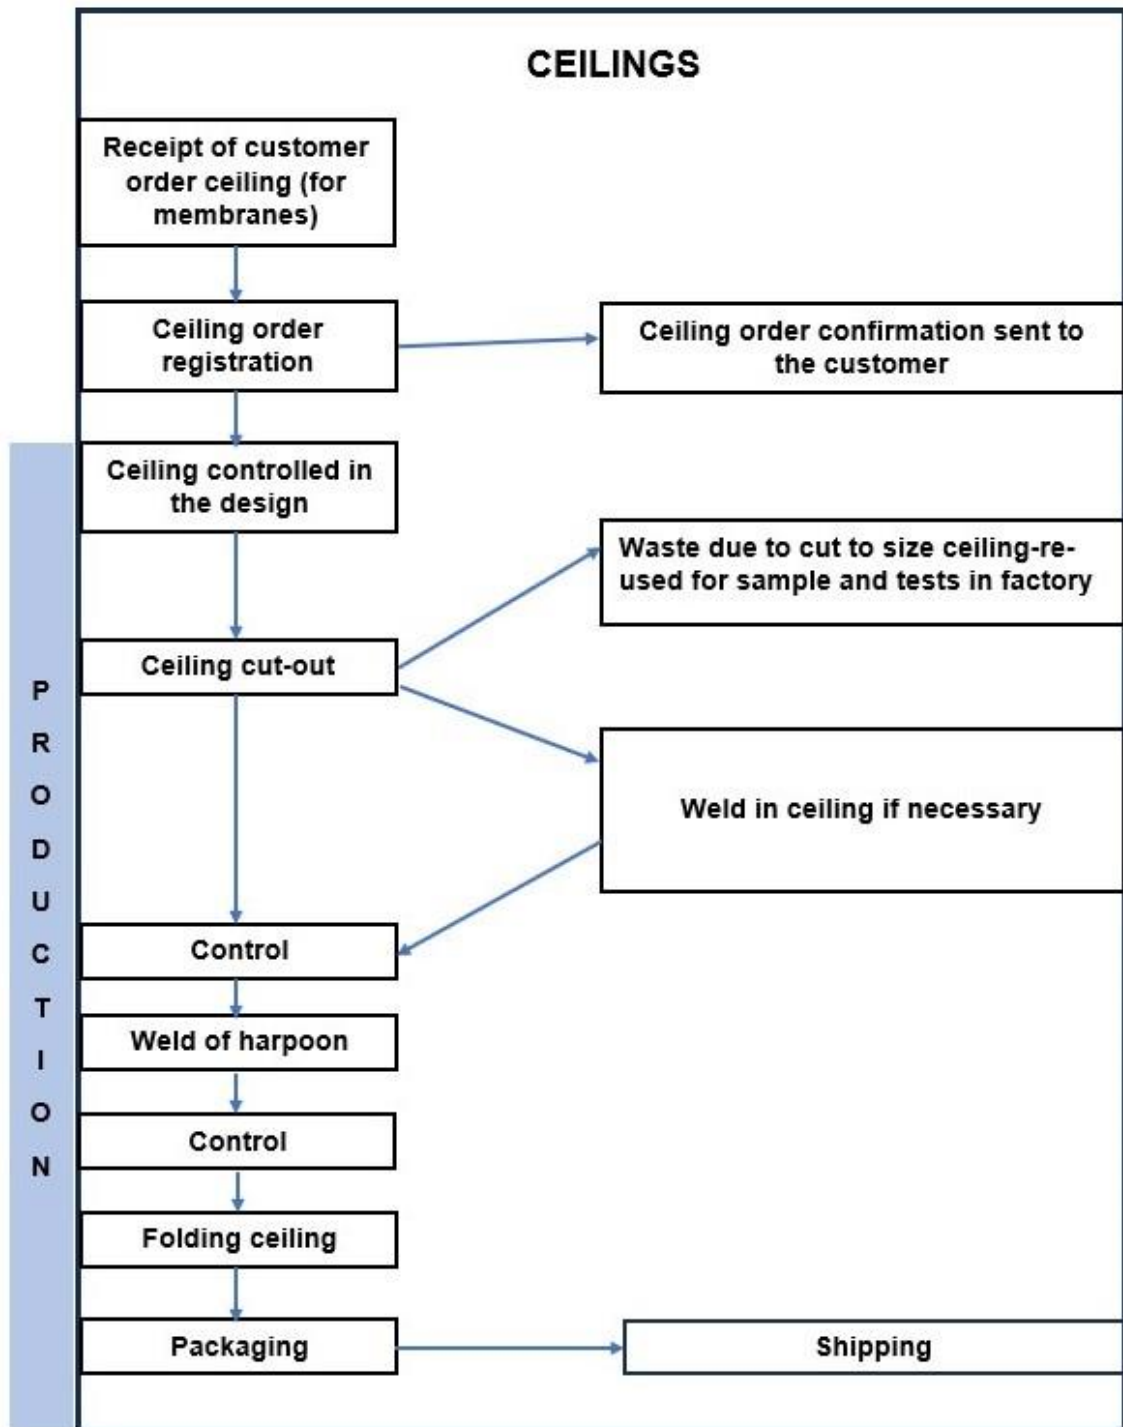 CEILINGS
Receipt of customer
order ceiling (for
membranes)
Ceiling order
registration
Ceiling order confirmation sent to
the customer
Ceiling controlled in
the design
Waste due to cut to size ceiling-re-
used for sample and tests in factory
Ceiling cut-out
Weld in ceiling if necessary
Control
Weld of harpoon
Control
Folding ceiling
Packaging
Shipping
P
R
O
D
U
C
T
I
O
N